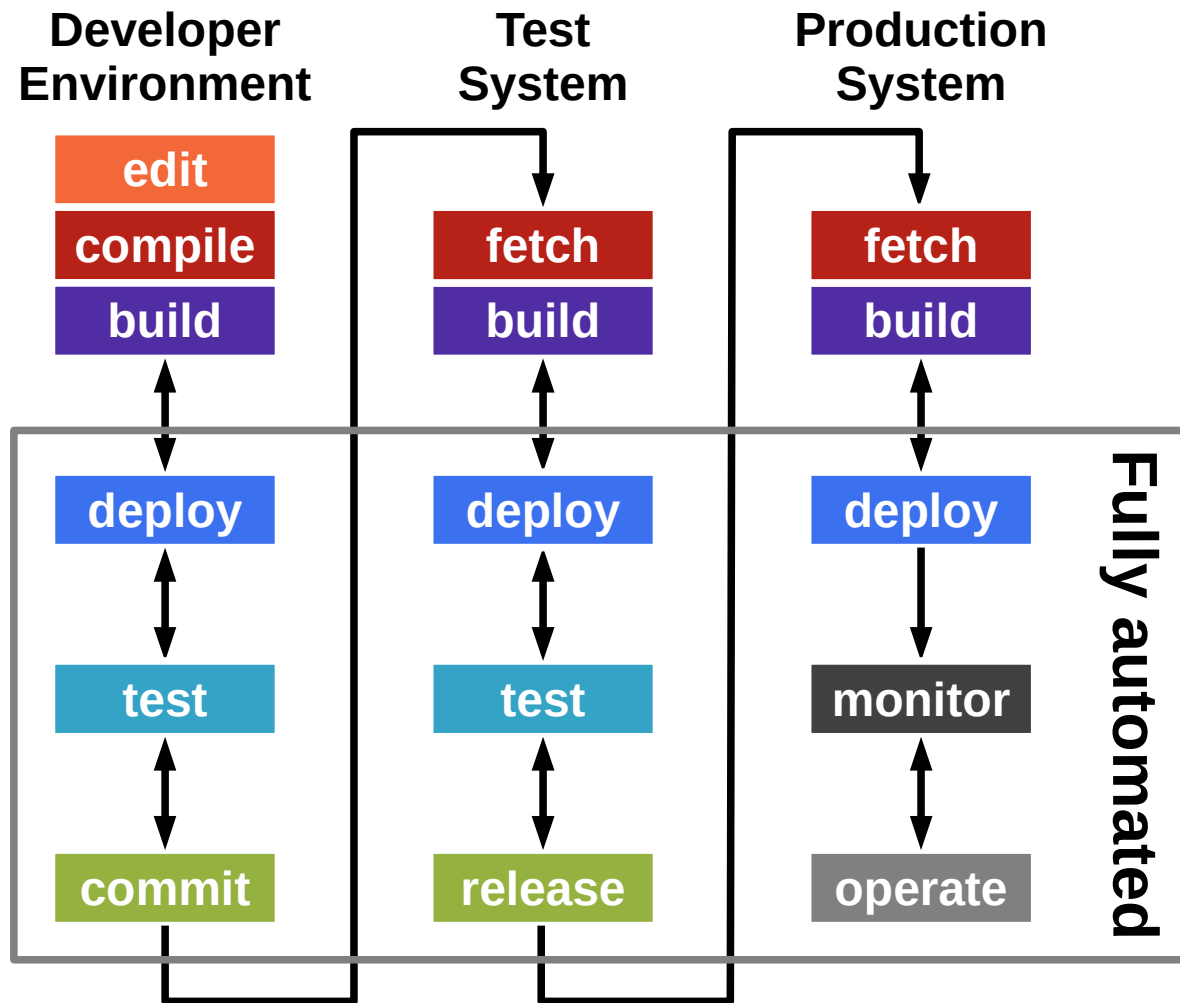 Developer
Environment
edit
compile
build
deploy
test
commit
Test
System
fetch
build
deploy
test
release
Production
System
fetch
build
deploy
monitor
operate
Fully automated